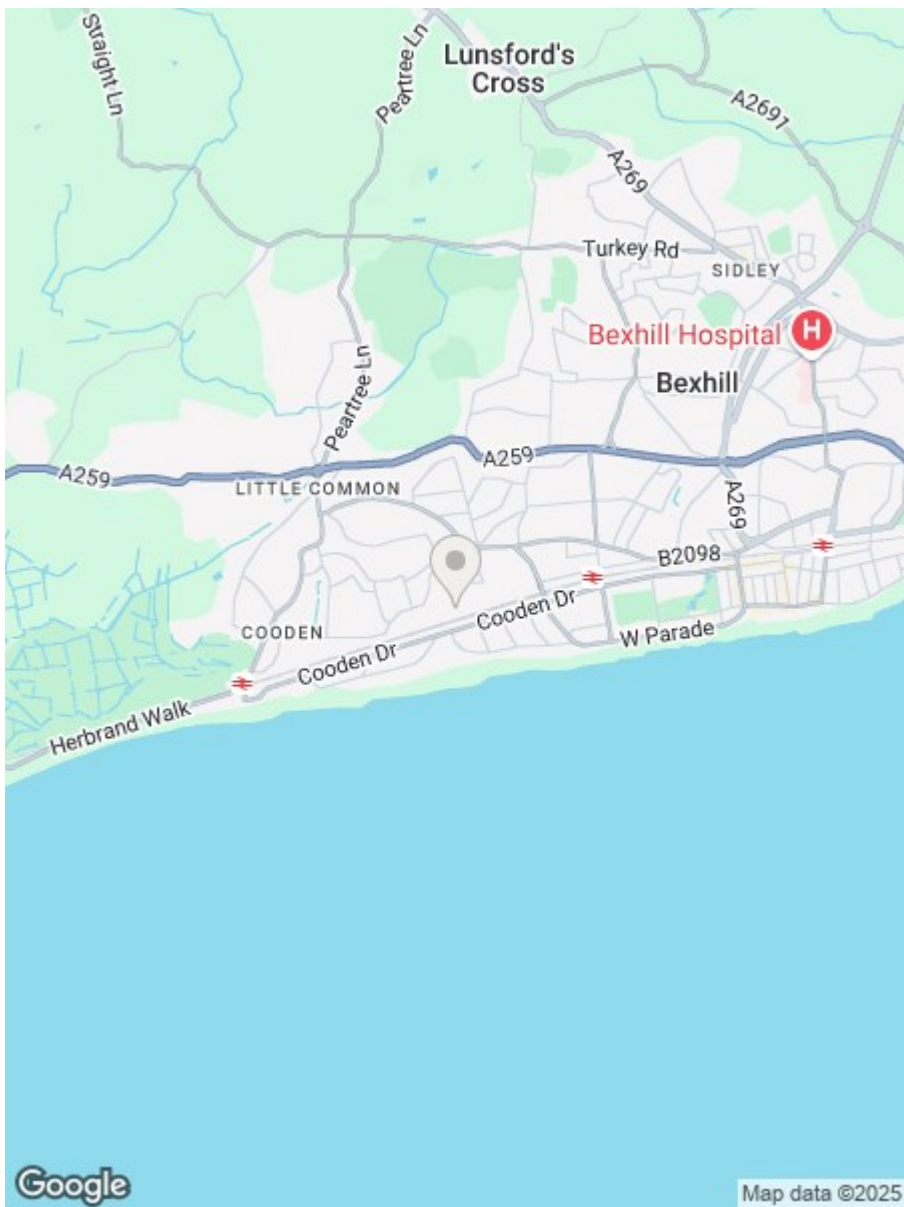 Straight Ln
Peartree Ln
Lunsford's
Cross
A2691
A269
Turkey Rd
SIDLEY
Bexhill Hospital
H
Bexhill
Peartree Ln
A259
A259
LITTLE COMMON
A269
B2098
Cooden Dr
W Parade
COODEN
Cooden Dr
Herbrand Walk
Google
Map data ©2025